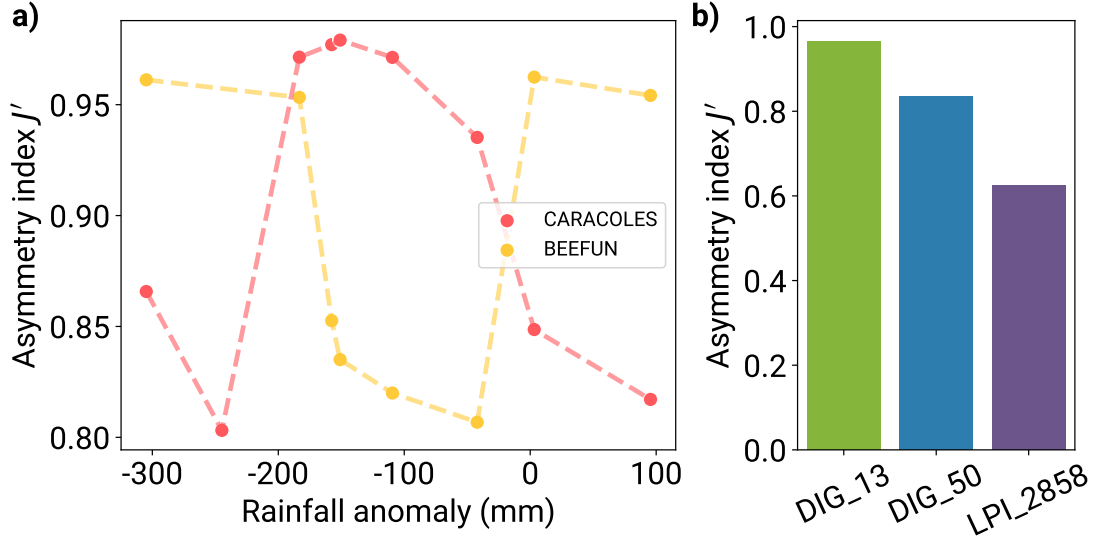 a)
Asymmetry index J′
0.95
0.90
0.85
0.80
CARACOLES
BEEFUN
-300
-200
-100
0
100
Rainfall anomaly (mm)
b)
Asymmetry index J′
1.0
0.8
0.6
0.4
0.2
0.0
DIG_13
DIG_50
LPI_2858